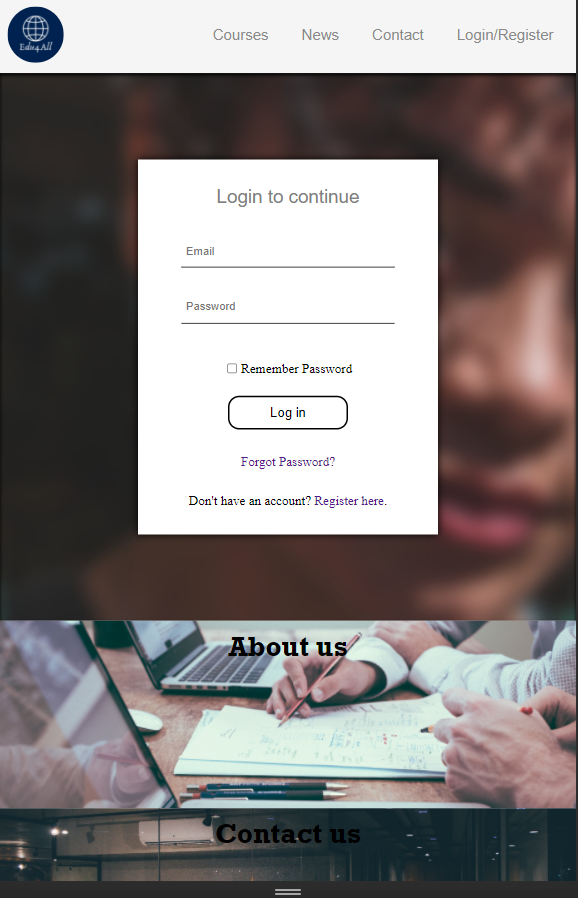 Edu4All
Courses News Contact Login/Register
Login to continue
Email
Password
Remember Password
Log in
Forgot Password?
Don't have an account? Register here.
About us
Contact us